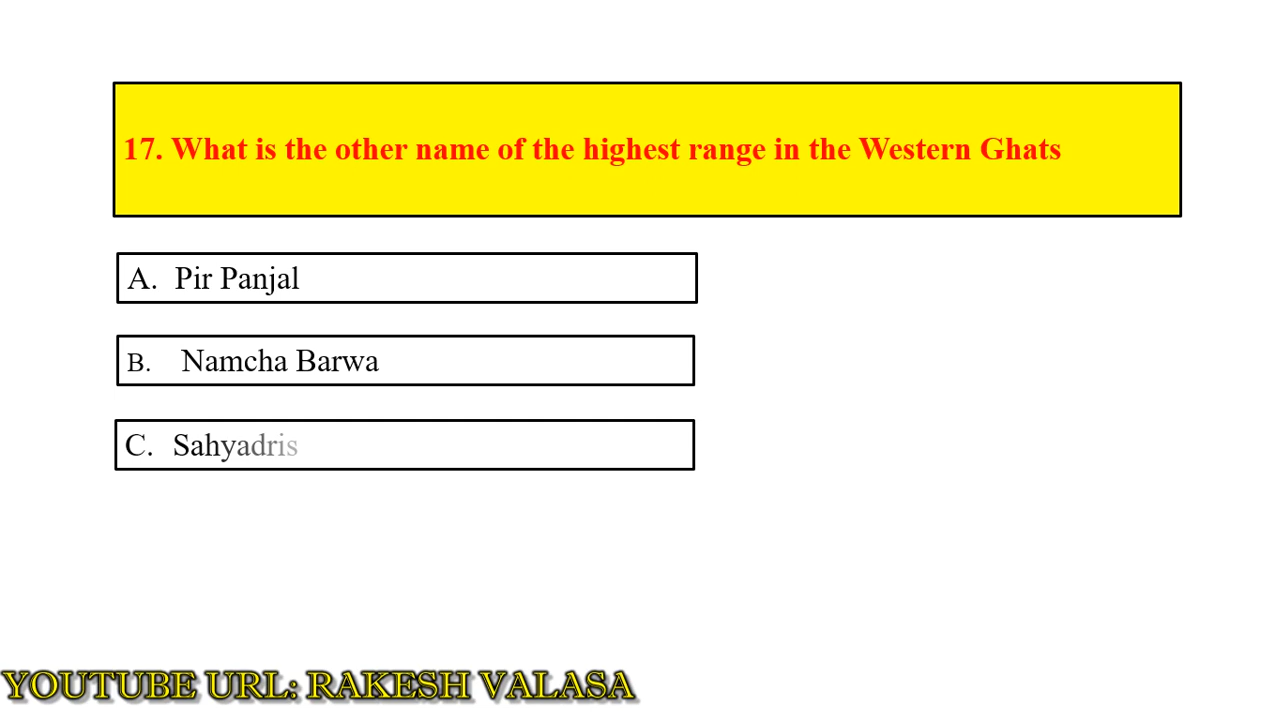 17. What is the other name of the highest range in the Western Ghats
A. Pir Panjal
B. Namcha Barwa
C. Sahyadris
YOUTUBE URL: RAKESH VALASA